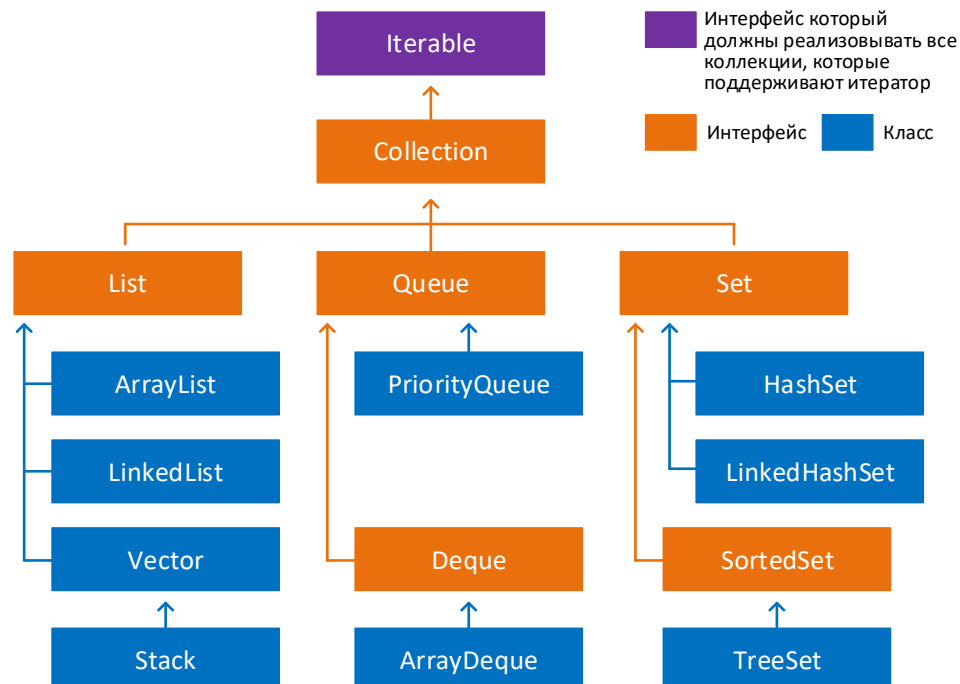 Iterable
Интерфейс который
должны реализовывать все
коллекции, которые
поддерживают итератор
Collection
Интерфейс
Класс
List
Queue
Set
ArrayList
PriorityQueue
HashSet
LinkedList
LinkedHashSet
Vector
Deque
SortedSet
Stack
ArrayDeque
TreeSet